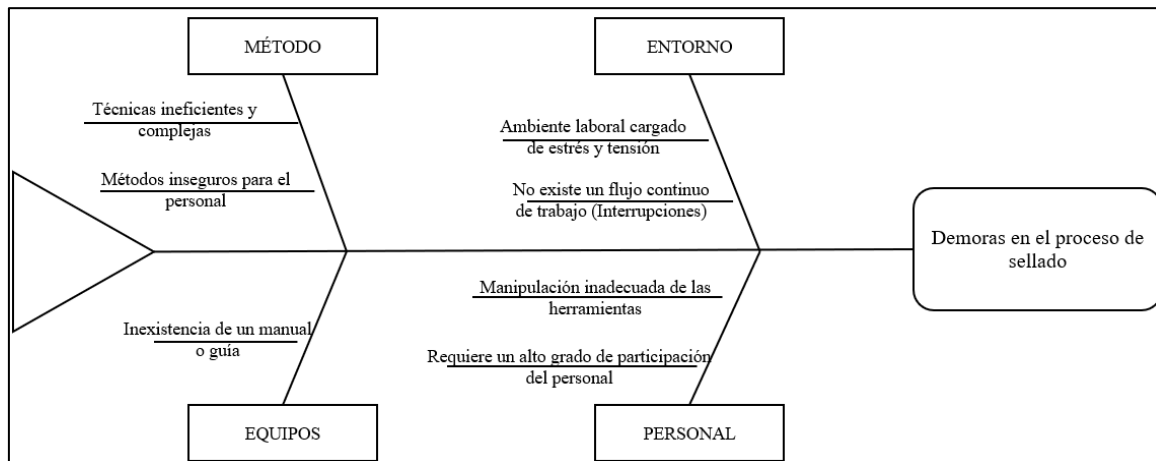 MÉTODO
ENTORNO
Técnicas ineficientes y
complejas
Métodos inseguros para el
personal
Ambiente laboral cargado
de estrés y tensión
No existe un flujo continuo
de trabajo (Interrupciones)
Demoras en el proceso de
sellado
Inexistencia de un manual
o guía
Manipulación inadecuada de las
herramientas
Requiere un alto grado de participación
del personal
EQUIPOS
PERSONAL